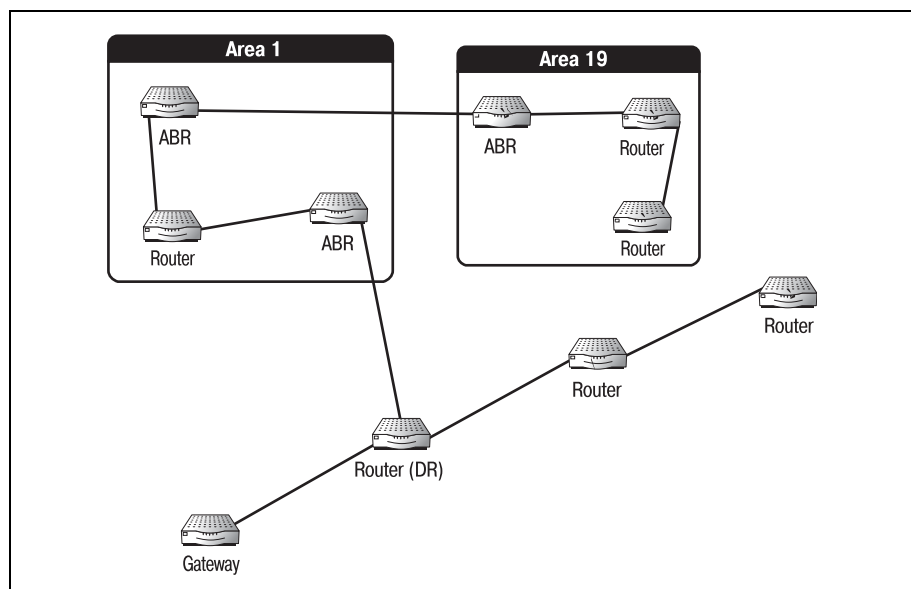 Area 1
Area 19
ABR
ABR
Router
Router
ABR
Router
Router
Router
Router (DR)
Gateway